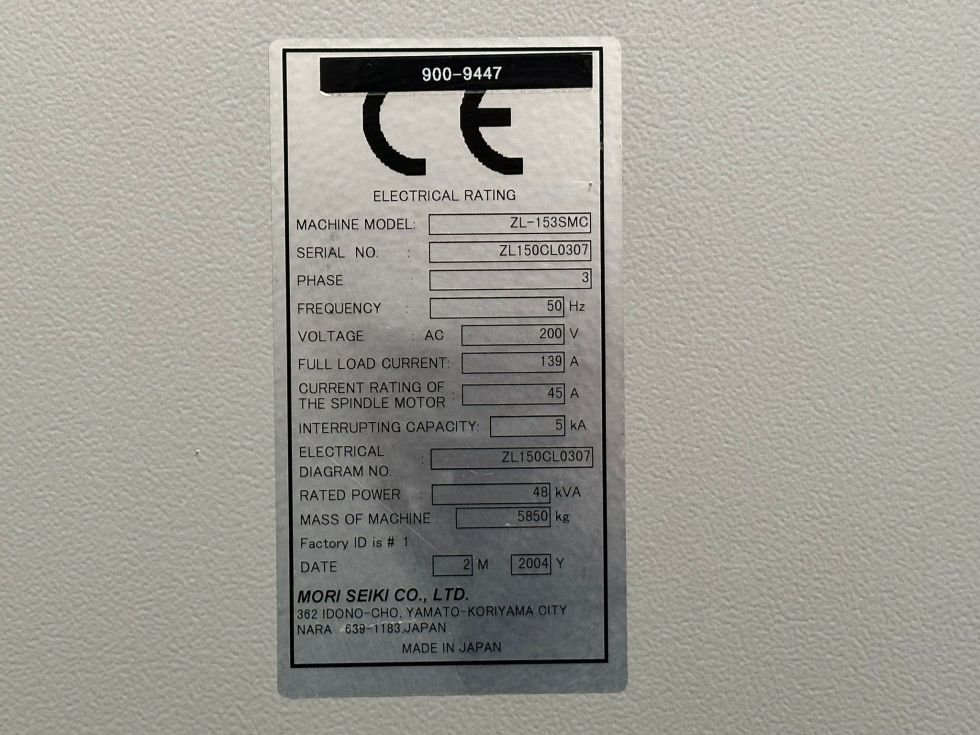 900-9447
CE
ELECTRICAL RATING
MACHINE MODEL: ZL-153SMC
SERIAL NO. : ZL150CL0307
PHASE : 3
FREQUENCY : 50 Hz
VOLTAGE : AC 200 V
FULL LOAD CURRENT: 139 A
CURRENT RATING OF
THE SPINDLE MOTOR : 45 A
INTERRUPTING CAPACITY: 5 kA
ELECTRICAL
DIAGRAM NO. : ZL150CL0307
RATED POWER : 48 kVA
MASS OF MACHINE : 5850 kg
Factory ID is # 1
DATE 2 M 2004 Y
MORI SEIKI CO., LTD.
362 IDONO-CHO, YAMATO-KORIYAMA CITY
NARA 639-1183,JAPAN
MADE IN JAPAN